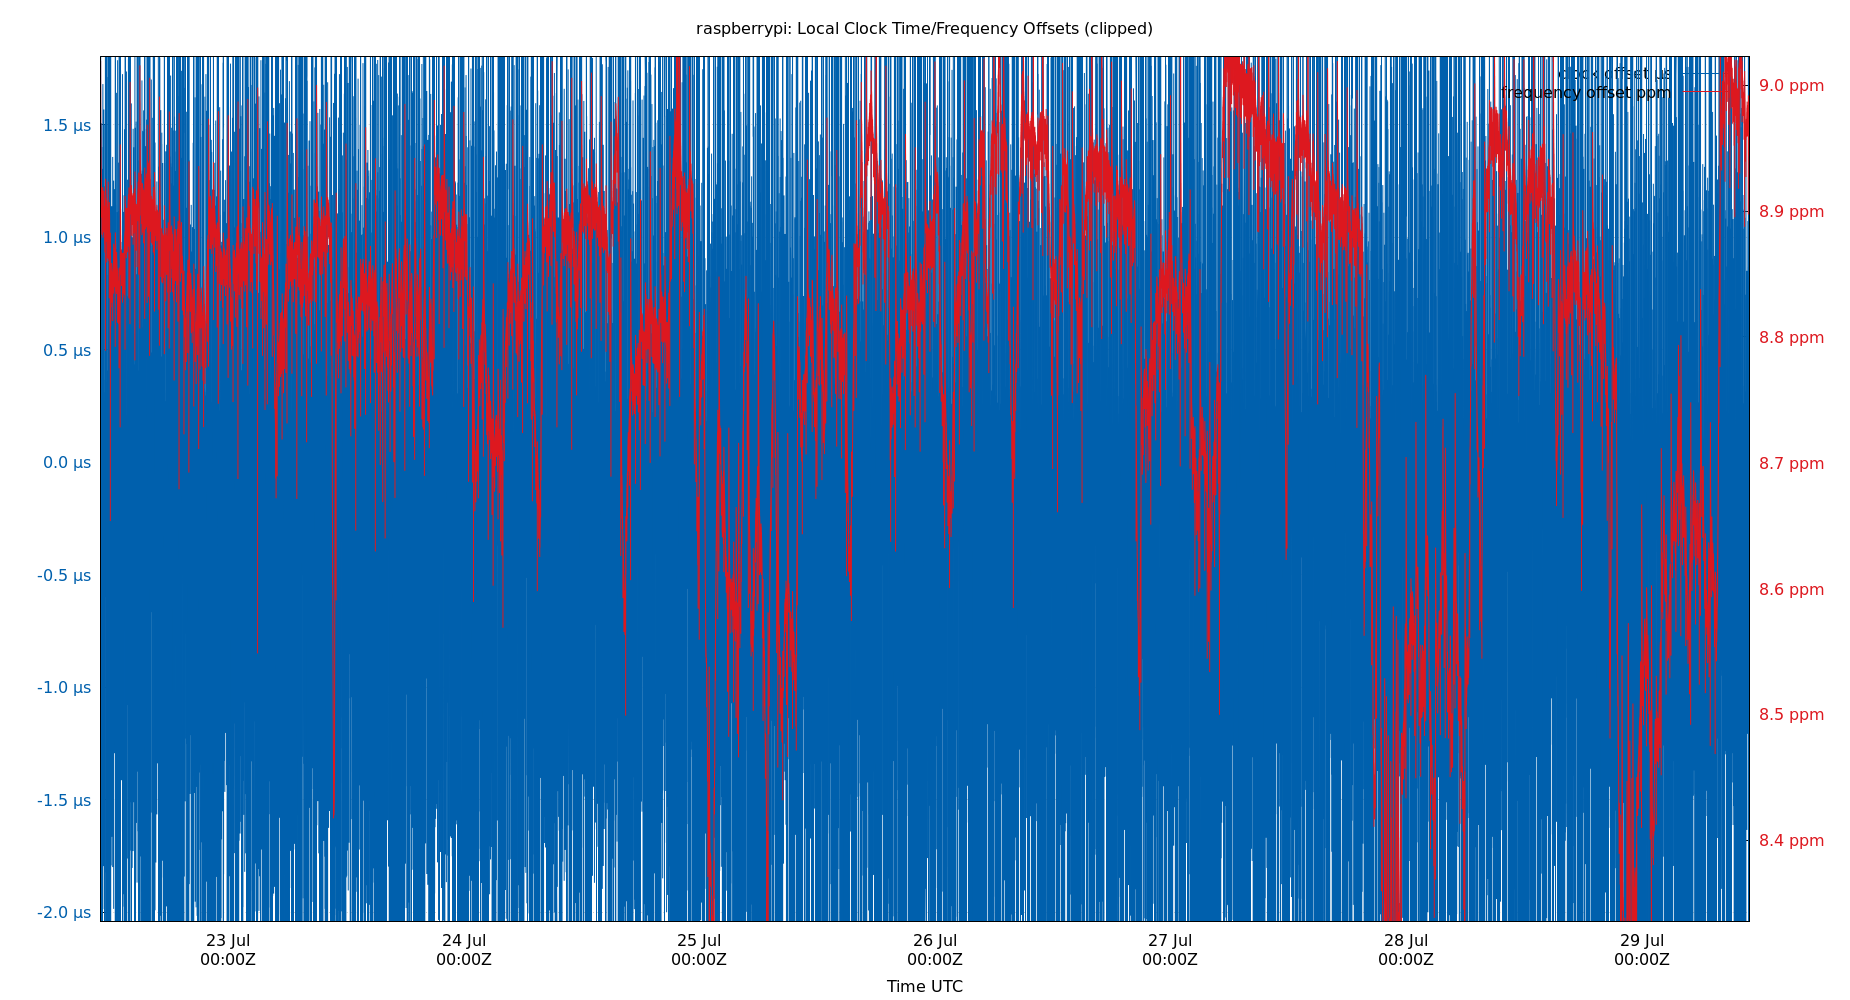 raspberrypi: Local Clock Time/Frequency Offsets (clipped)
clock offset µs
frequency offset ppm
1.5 µs
1.0 µs
0.5 µs
0.0 µs
-0.5 µs
-1.0 µs
-1.5 µs
-2.0 µs
9.0 ppm
8.9 ppm
8.8 ppm
8.7 ppm
8.6 ppm
8.5 ppm
8.4 ppm
23 Jul
00:00Z
24 Jul
00:00Z
25 Jul
00:00Z
26 Jul
00:00Z
27 Jul
00:00Z
28 Jul
00:00Z
29 Jul
00:00Z
Time UTC